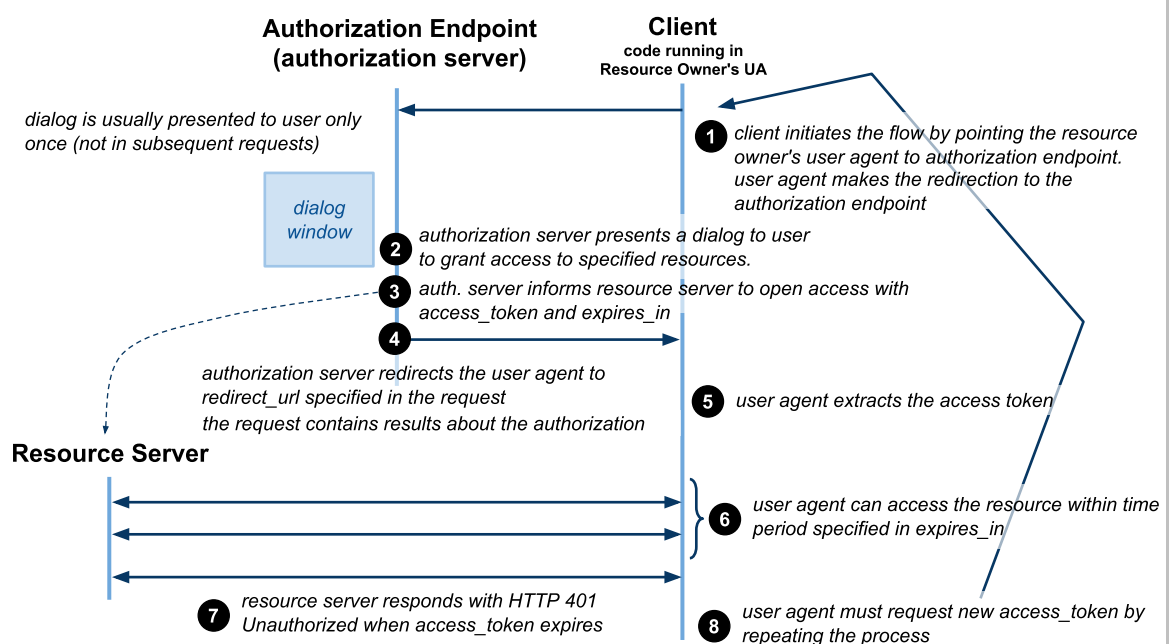 Authorization Endpoint
(authorization server)
Client
code running in
Resource Owner's UA
dialog is usually presented to user only
once (not in subsequent requests)
1
client initiates the flow by pointing the resource
owner's user agent to authorization endpoint.
user agent makes the redirection to the
authorization endpoint
dialog
window
2
authorization server presents a dialog to user
to grant access to specified resources.
3
auth. server informs resource server to open access with
access_token and expires_in
4
authorization server redirects the user agent to
redirect_url specified in the request
the request contains results about the authorization
5
user agent extracts the access token
Resource Server
6
user agent can access the resource within time
period specified in expires_in
7
resource server responds with HTTP 401
Unauthorized when access_token expires
8
user agent must request new access_token by
repeating the process